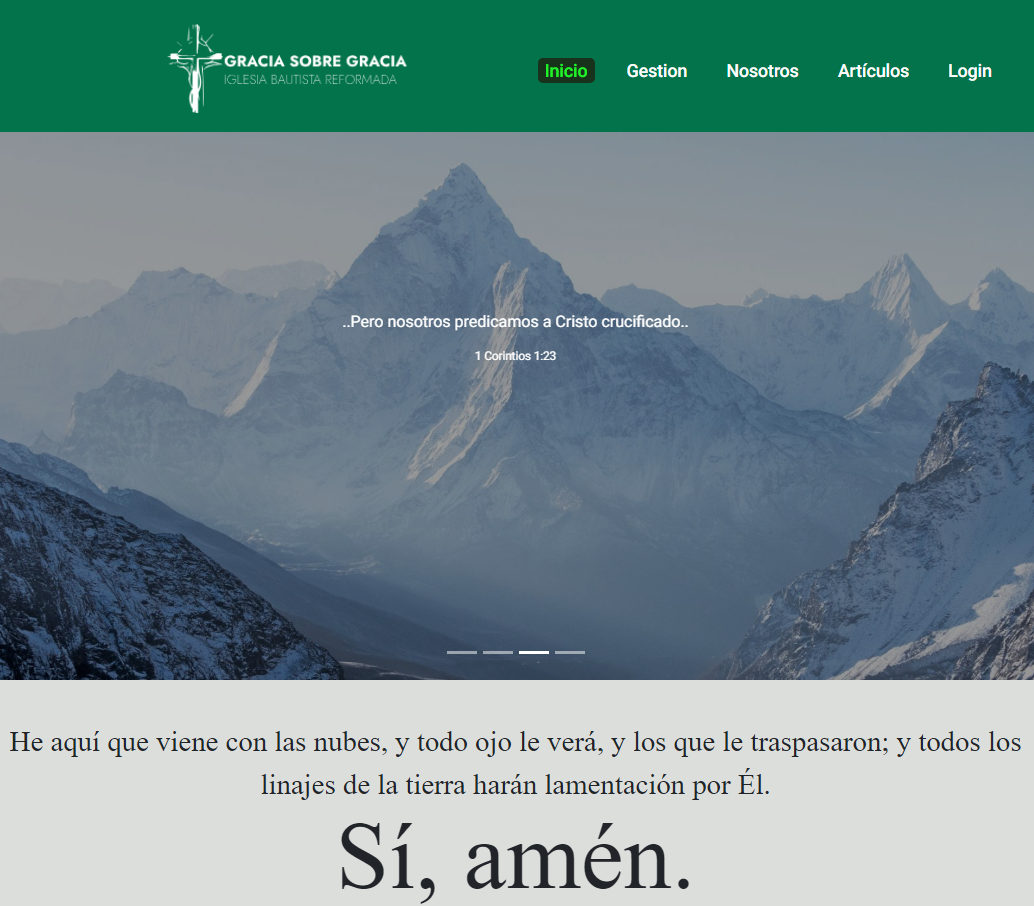 GRACIA SOBRE GRACIA
IGLESIA BAUTISTA REFORMADA
Inicio Gestion Nosotros Artículos Login
..Pero nosotros predicamos a Cristo crucificado..
1 Corintios 1:23
He aquí que viene con las nubes, y todo ojo le verá, y los que le traspasaron; y todos los
linajes de la tierra harán lamentación por Él.
Sí, amén.